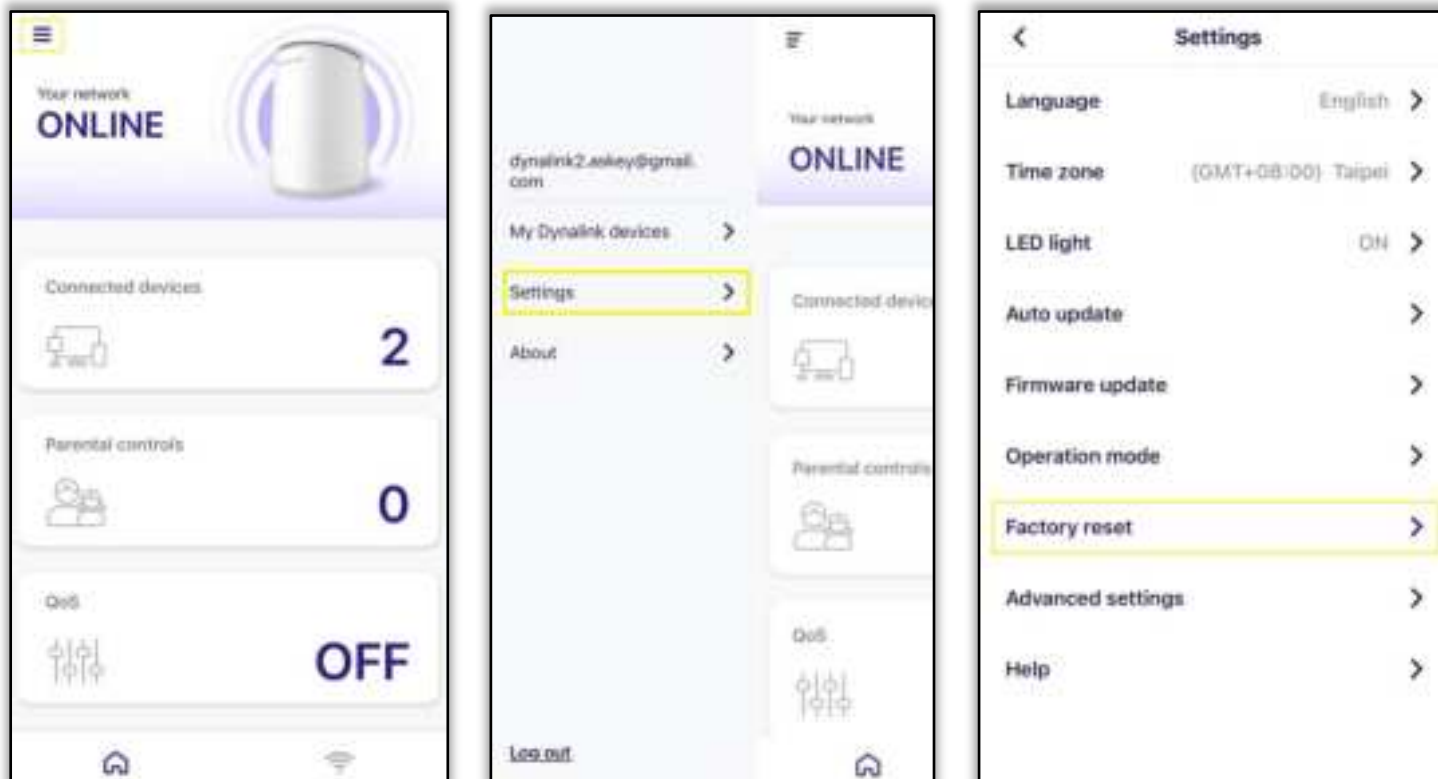 Your network
ONLINE
Connected devices
2
Parental controls
0
QoS
OFF
dynalink2.askey@gmail.
com
My Dynalink devices
Settings
About
Log out
Your network
ONLINE
Connected devic
Parental controls
QoS
Settings
Language English
Time zone (GMT+08:00) Taipei
LED light ON
Auto update
Firmware update
Operation mode
Factory reset
Advanced settings
Help